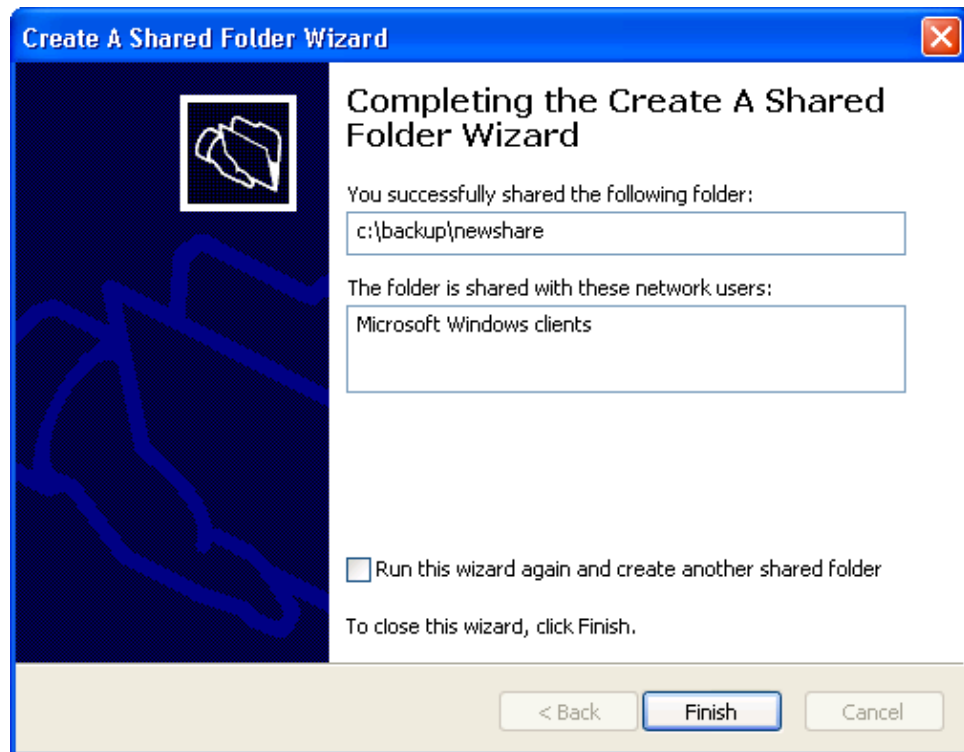 Create A Shared Folder Wizard
Completing the Create A Shared
Folder Wizard
You successfully shared the following folder:
c:\backup\newshare
The folder is shared with these network users:
Microsoft Windows clients
Run this wizard again and create another shared folder
To close this wizard, click Finish.
< Back Finish Cancel